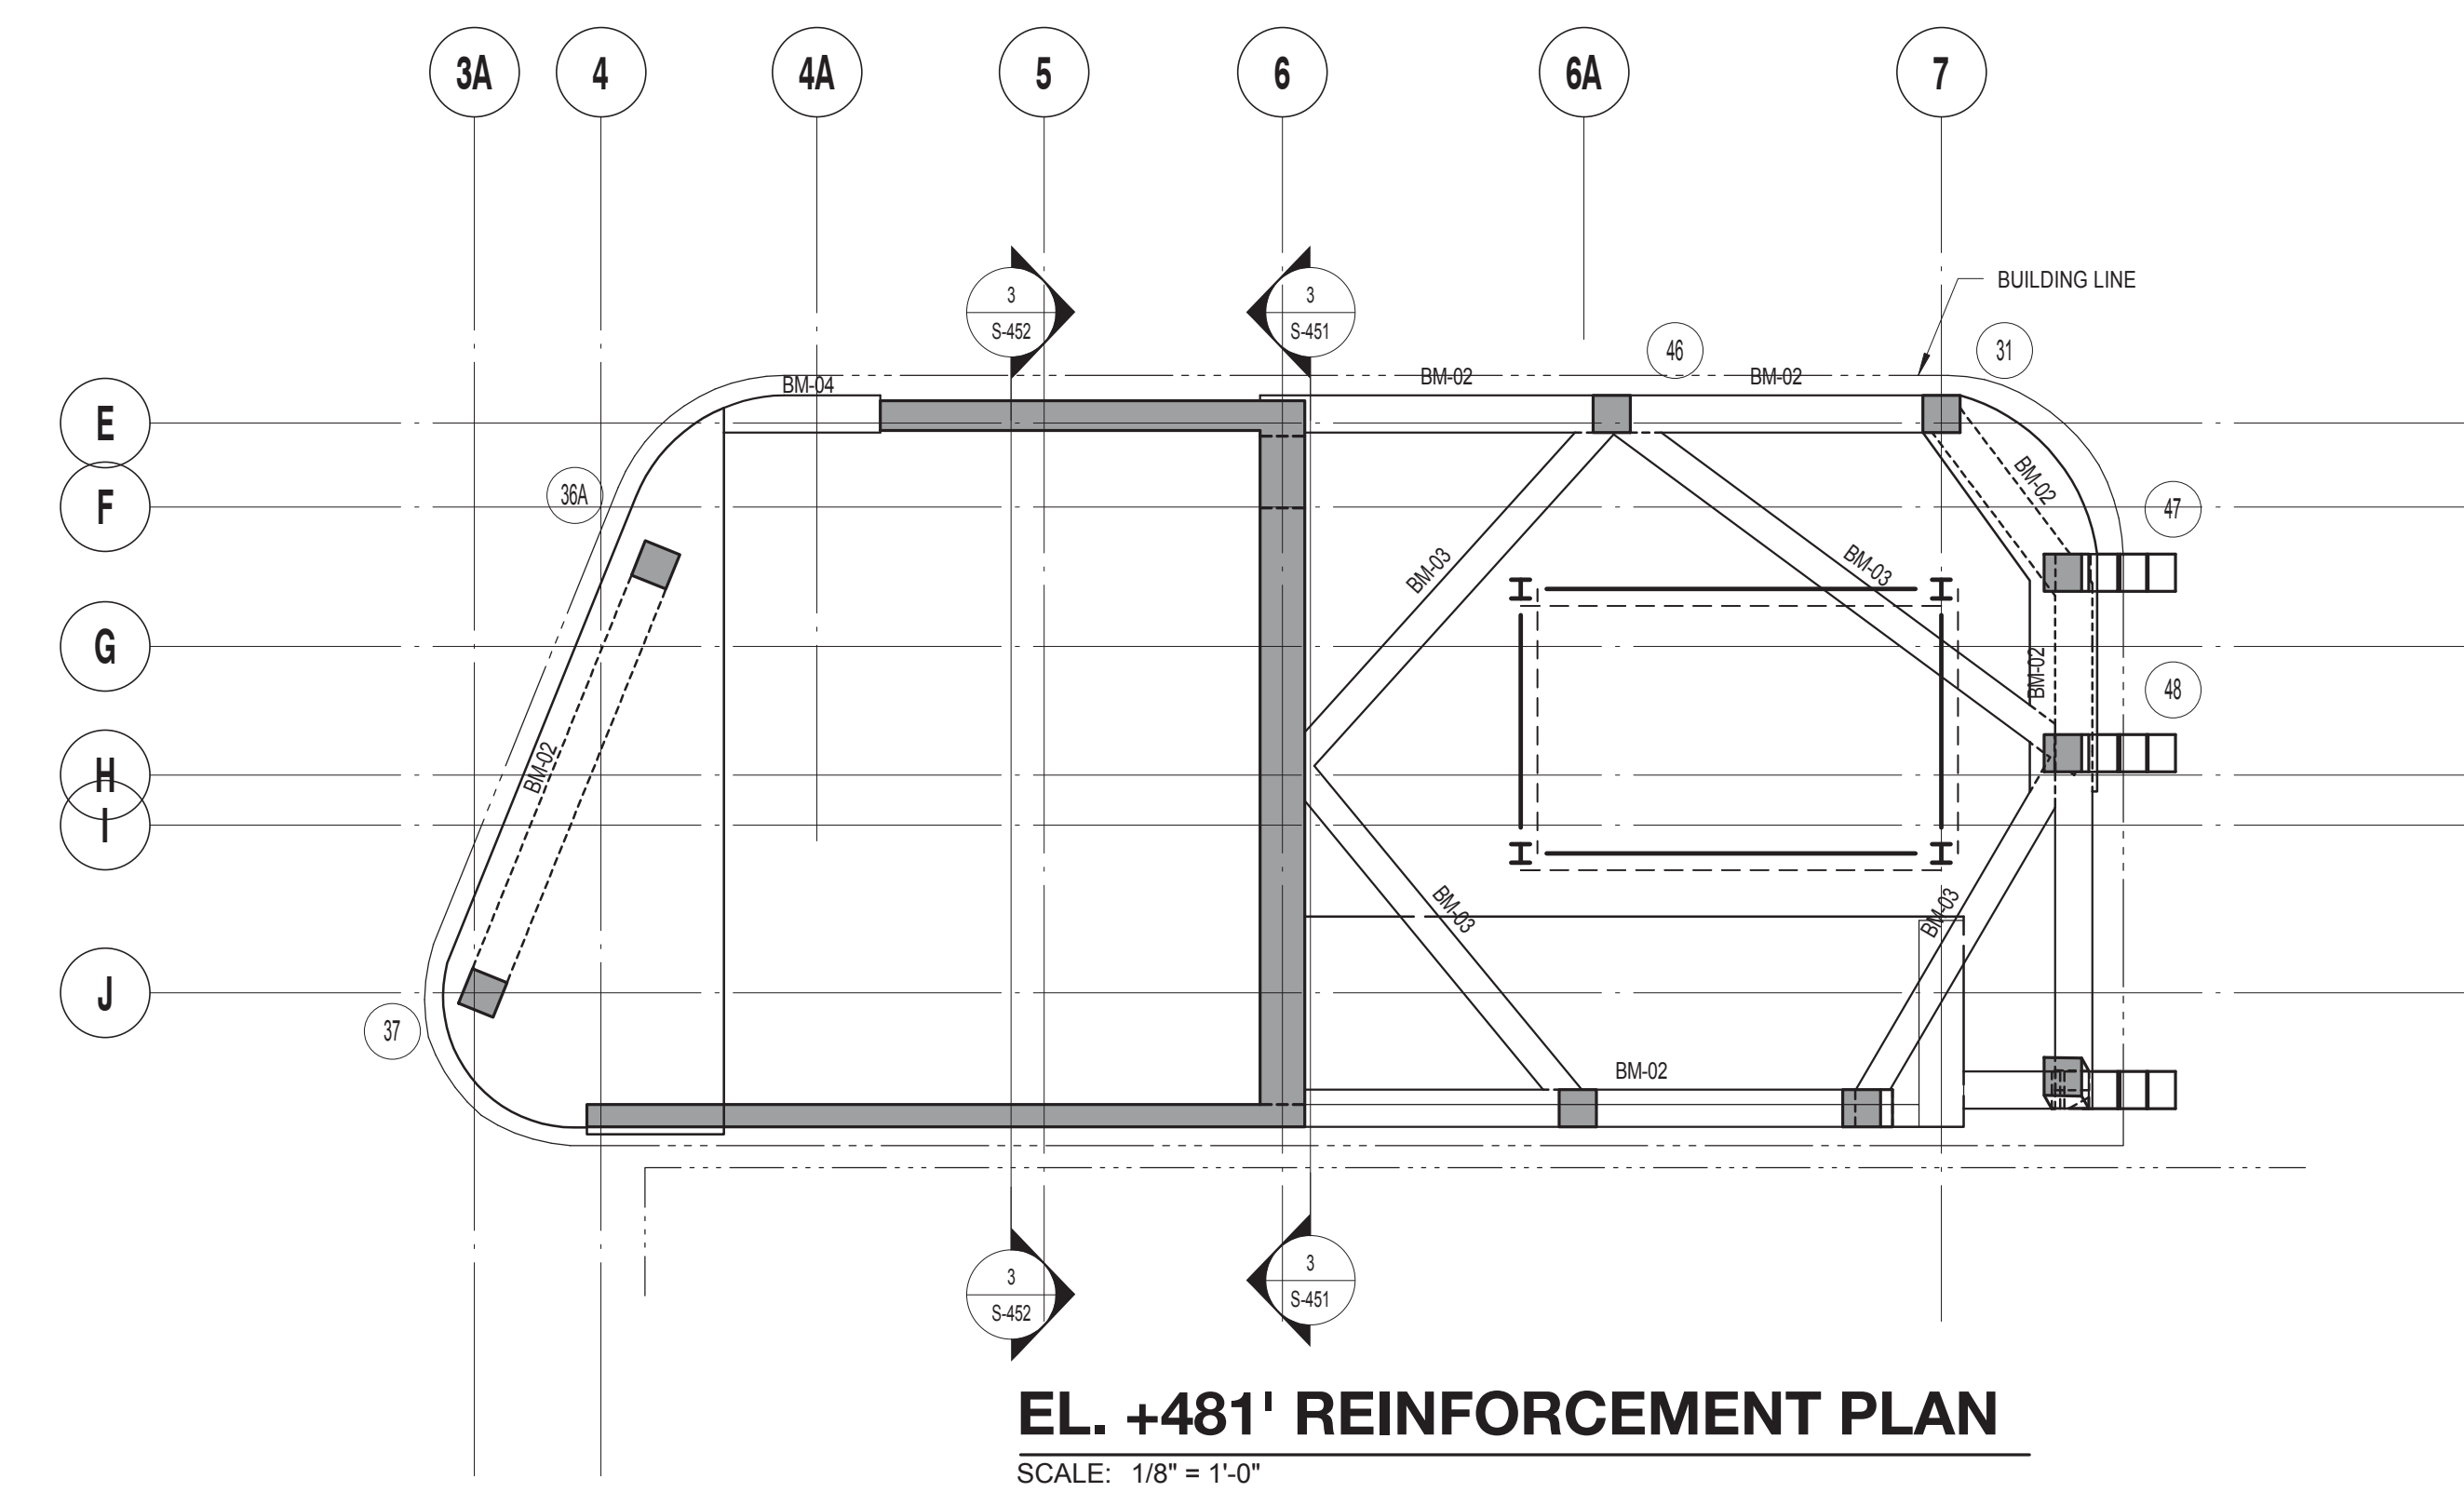 3A 4 4A 5 6 6A 7
BUILDING LINE
3
S-452
3
S-451
46
31
BM-04
BM-02
BM-02
E
BM-02
36A
F
47
BM-03
BM-03
G
BM-02
48
BM-02
H
I
BM-03
BM-03
J
37
BM-02
3
S-452
3
S-451
EL. +481' REINFORCEMENT PLAN
SCALE: 1/8" = 1'-0"